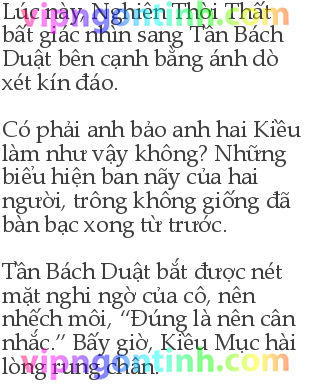 Lúc này, Nghiên Thời Thất
bất giác nhìn sang Tân Bách
Duật bên cạnh bằng ánh dò
xét kín đáo.
Có phải anh bảo anh hai Kiều
làm như vậy không? Những
biểu hiện ban nãy của hai
người, trông không giống đã
bàn bạc xong từ trước.
Tần Bách Duật bắt được nét
mặt nghi ngờ của cô, nên
nhếch môi, “Đúng là nên cân
nhắc.” Bấy giờ, Kiều Mục hài
lòng rung chân.
vipngontinh.com
vipngontinh.com